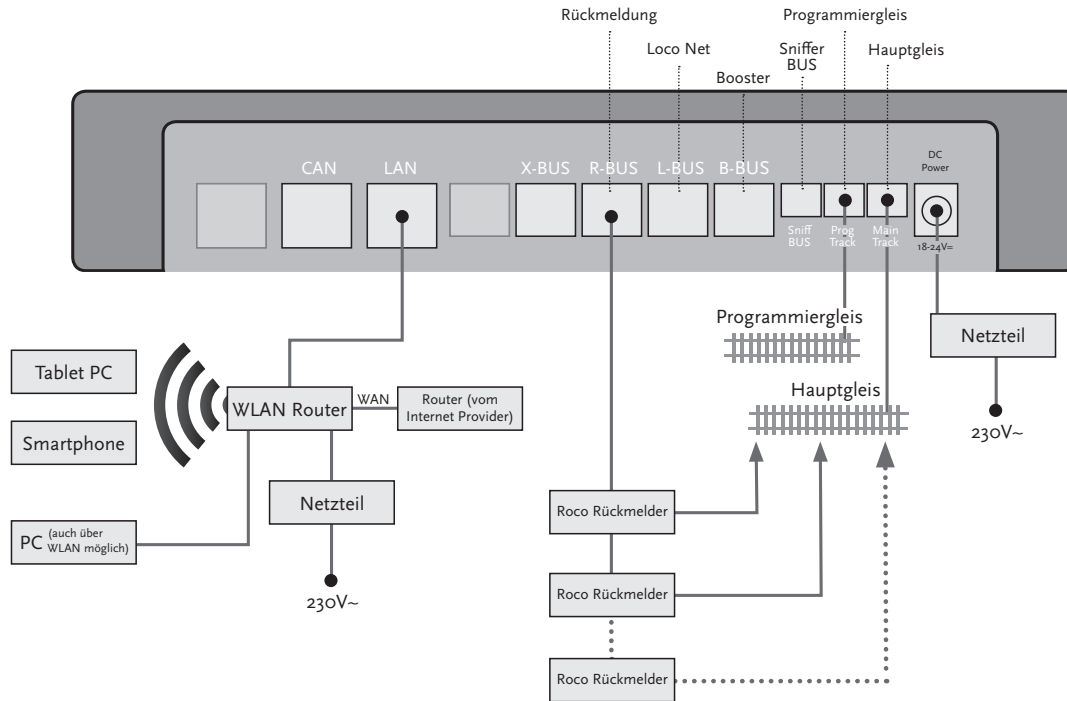 Rückmeldung
Programmiergleis
Loco Net
Sniffer
BUS
Hauptgleis
Booster
CAN
LAN
X-BUS
R-BUS
L-BUS
B-BUS
DC
Power
Sniff
BUS
Prog
Track
Main
Track
18-24V=
Programmiergleis
Netzteil
230V~
Hauptgleis
Tablet PC
Smartphone
PC (auch über
WLAN möglich)
WLAN Router
WAN
Router (vom
Internet Provider)
Netzteil
230V~
Roco Rückmelder
Roco Rückmelder
Roco Rückmelder